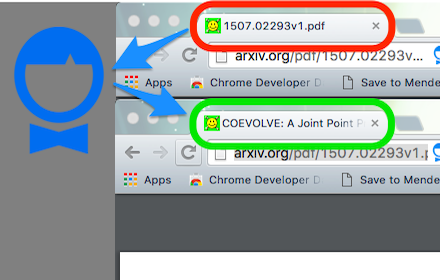 1507.02293v1.pdf
arxiv.org/pdf/1507.02293v...
Apps Chrome Developer D Save to Mende
COEVOLVE: A Joint Point P
arxiv.org/pdf/1507.02293v1.p
Apps Chrome Developer D Save to Mende